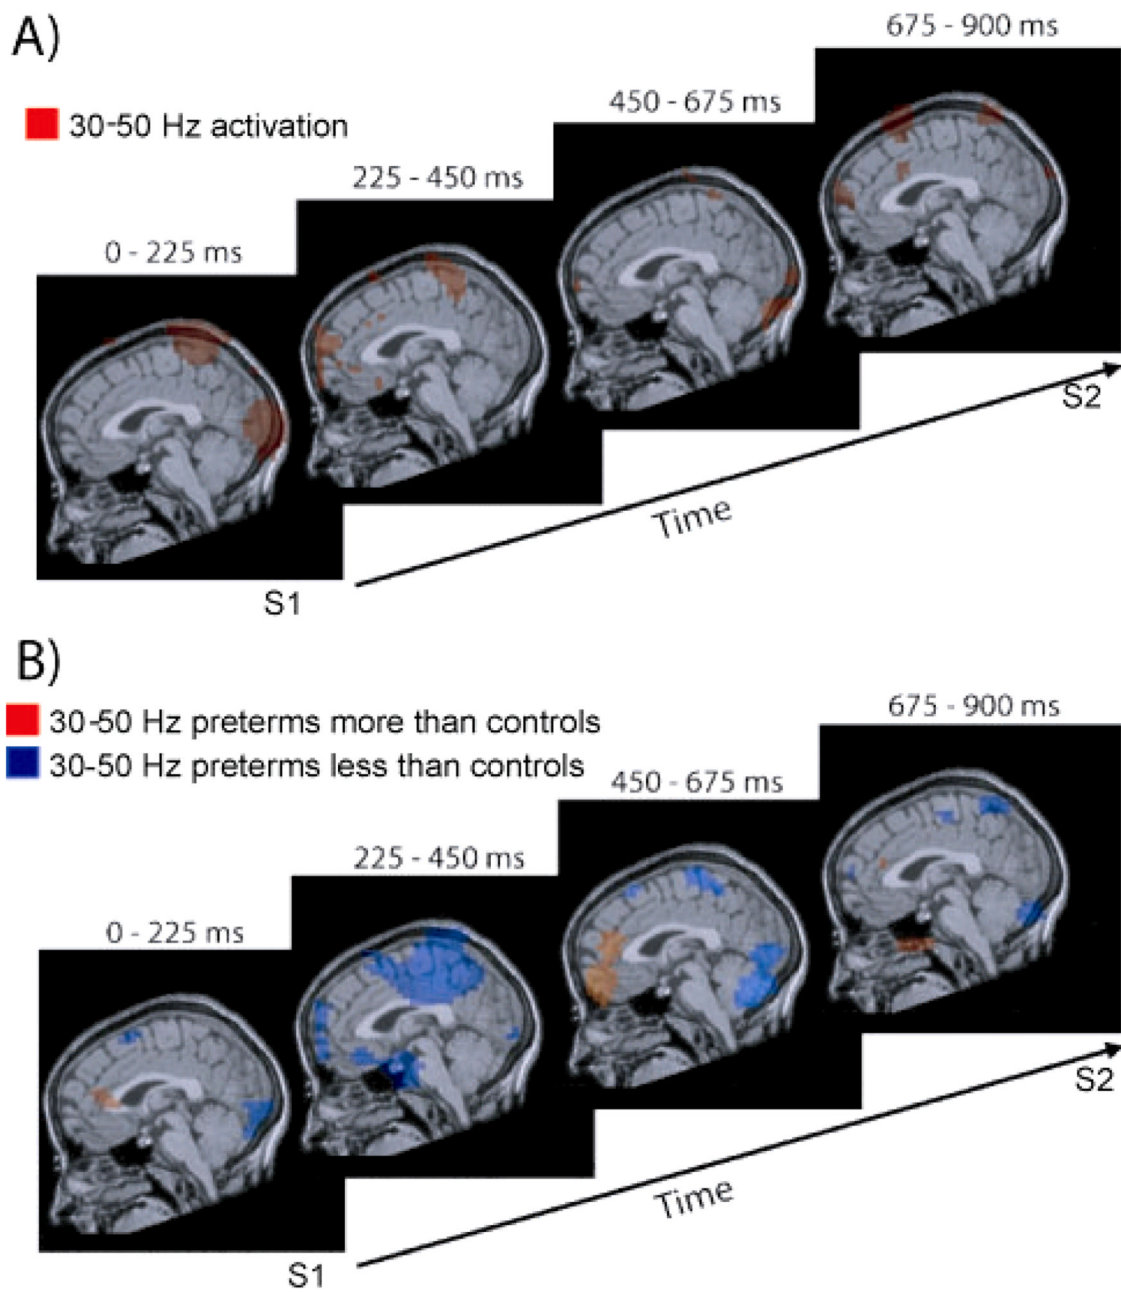 A)
675 - 900 ms
450 - 675 ms
30-50 Hz activation
225 - 450 ms
0 - 225 ms
S2
Time
S1
B)
30-50 Hz preterms more than controls
30-50 Hz preterms less than controls
675 - 900 ms
450 - 675 ms
225 - 450 ms
0 - 225 ms
S2
Time
S1